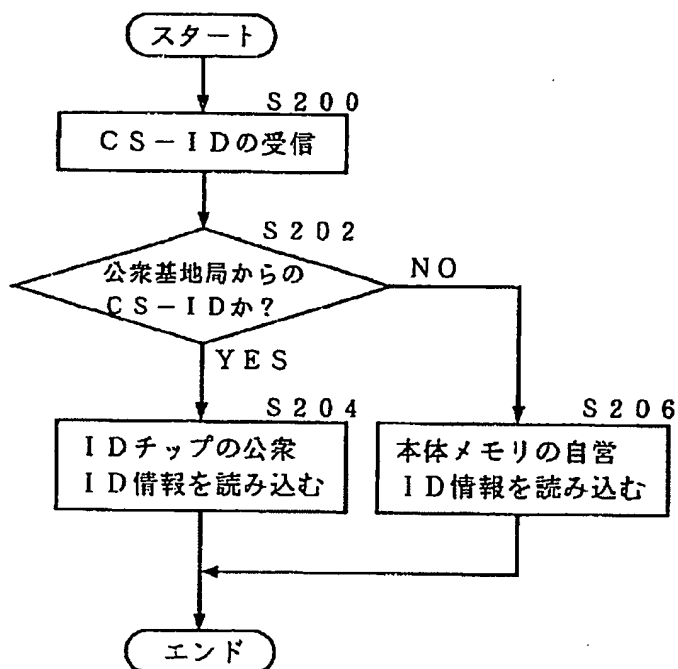 スタート
S200
CS-IDの受信
S202
公衆基地局からの
CS-IDか?
NO
YES
S204
IDチップの公衆
ID情報を読み込む
S206
本体メモリの自営
ID情報を読み込む
エンド